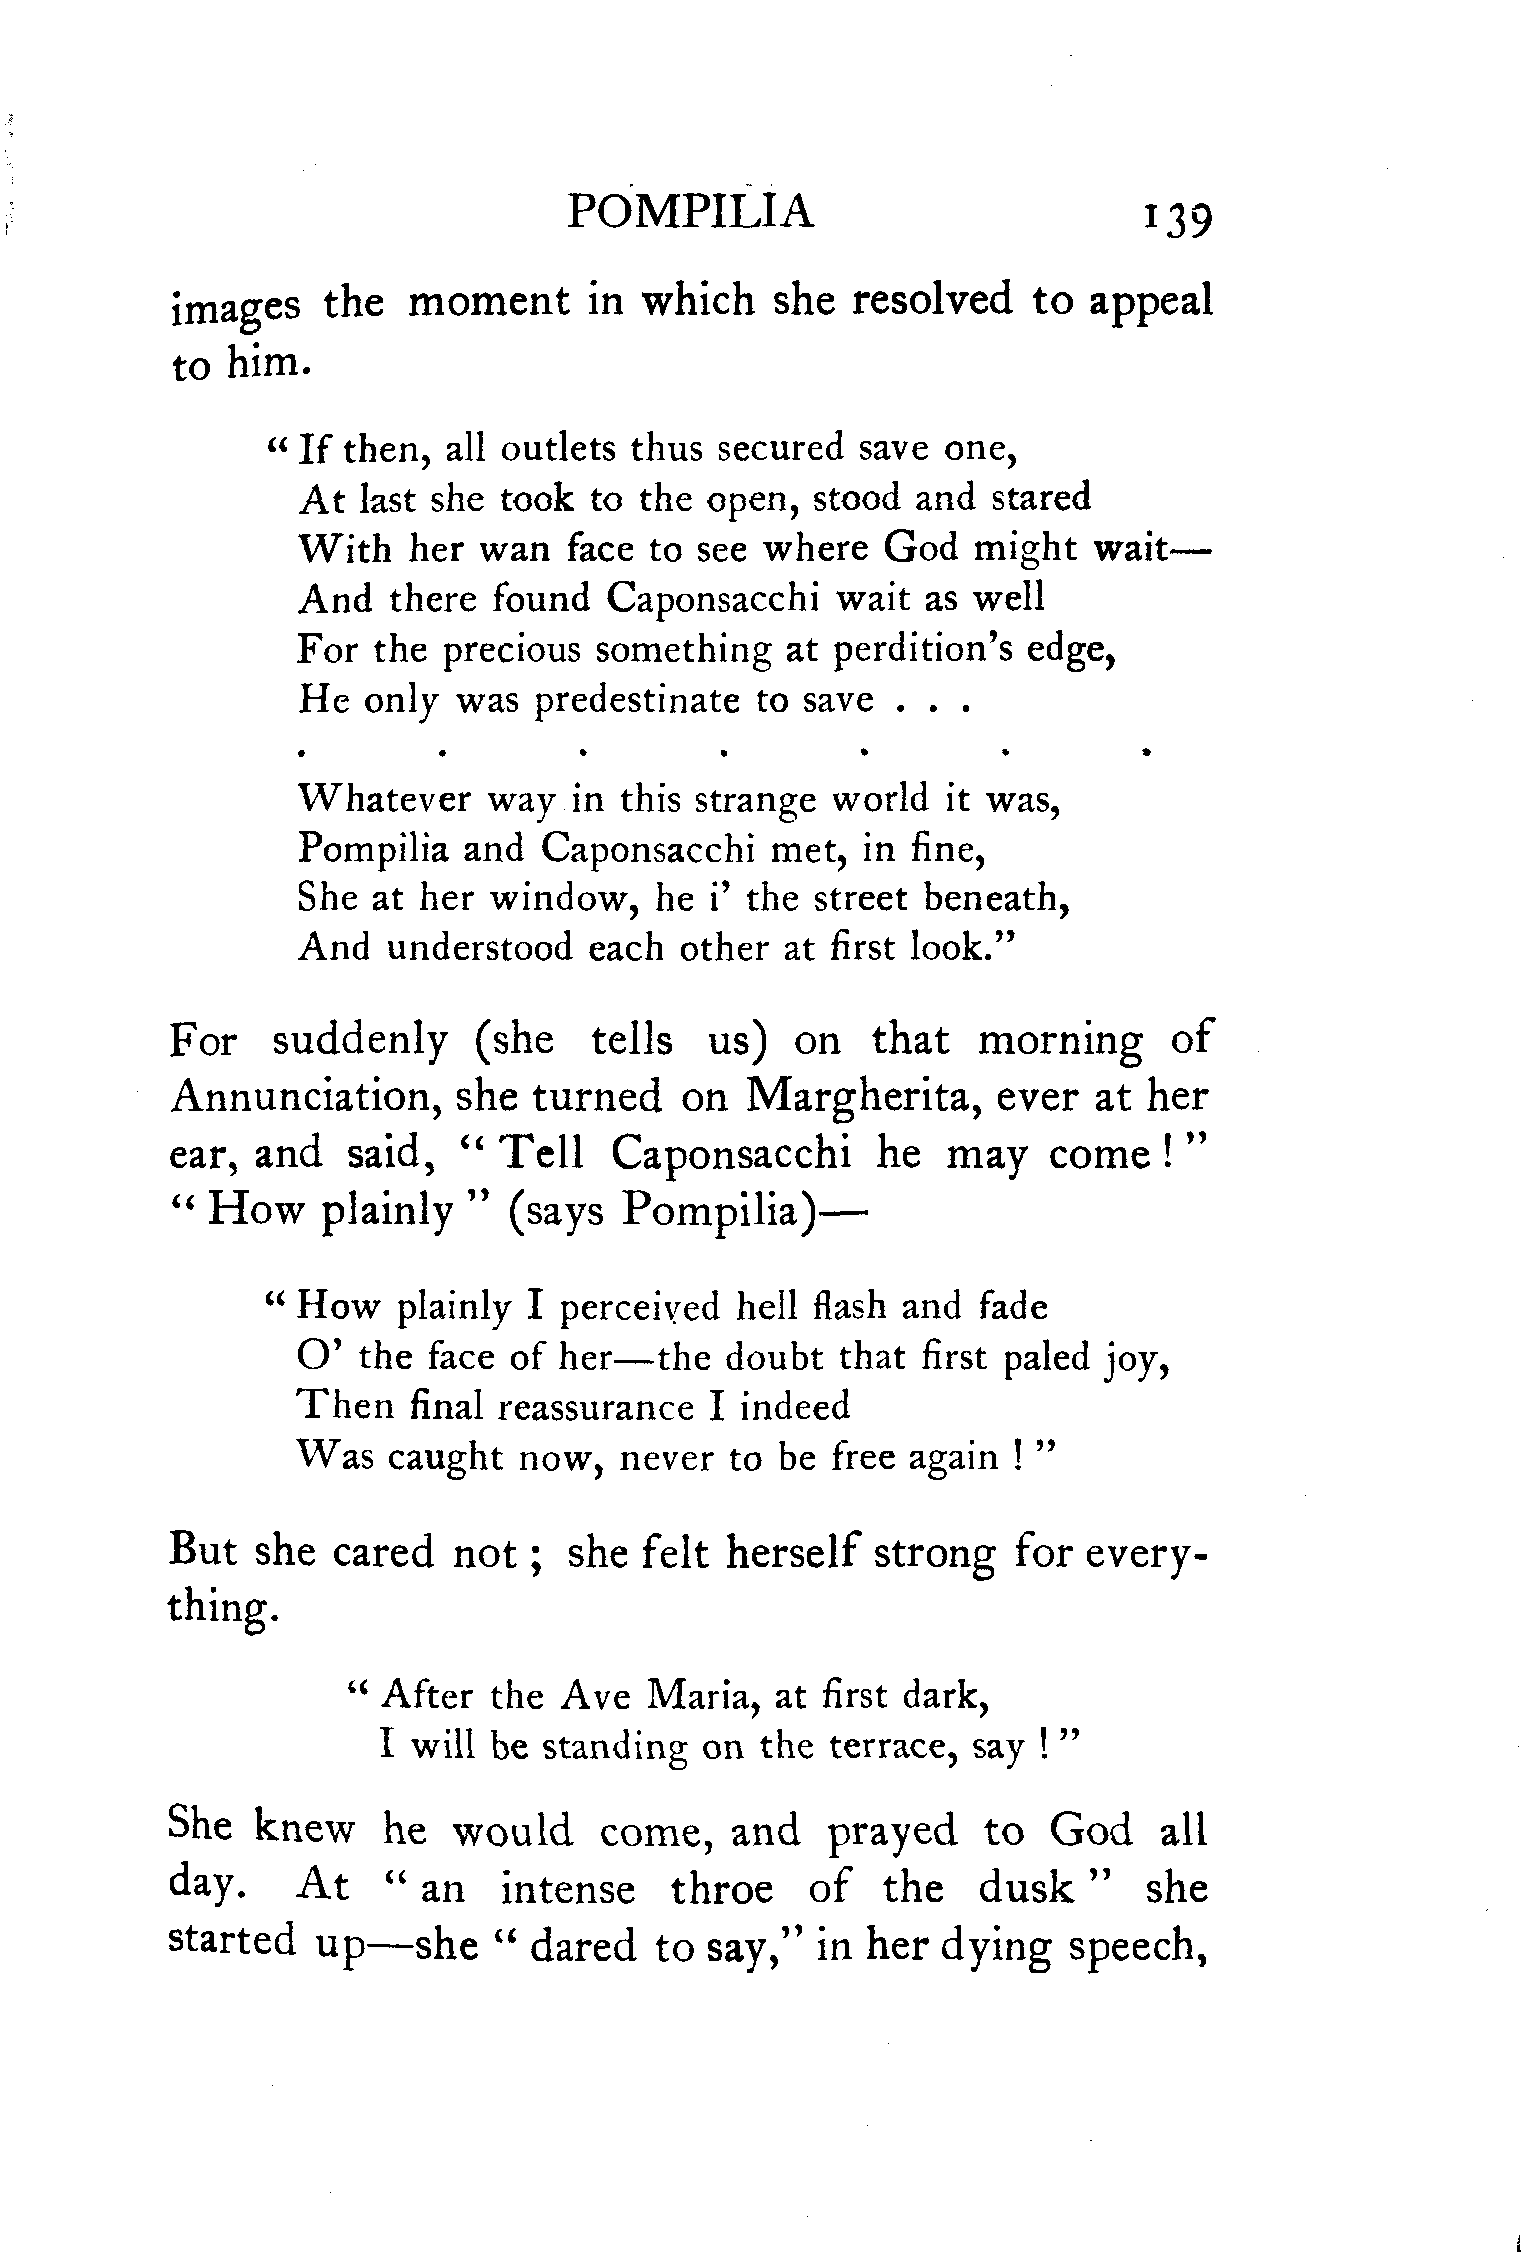 POMPILIA 139
images the moment in which she resolved to appeal
to him.
“ If then, all outlets thus secured save one,
At last she took to the open, stood and stared
With her wan face to see where God might wait—
And there found Caponsacchi wait as well
For the precious something at perdition’s edge,
He only was predestinate to save . . .
. . . . . . .
Whatever way in this strange world it was,
Pompilia and Caponsacchi met, in fine,
She at her window, he i’ the street beneath,
And understood each other at first look.”
For suddenly (she tells us) on that morning of
Annunciation, she turned on Margherita, ever at her
ear, and said, “ Tell Caponsacchi he may come ! ”
“ How plainly ” (says Pompilia)—
“ How plainly I perceived hell flash and fade
O’ the face of her—the doubt that first paled joy,
Then final reassurance I indeed
Was caught now, never to be free again ! ”
But she cared not ; she felt herself strong for every-
thing.
“ After the Ave Maria, at first dark,
I will be standing on the terrace, say ! ”
She knew he would come, and prayed to God all
day. At “ an intense throe of the dusk ” she
started up—she “ dared to say,” in her dying speech,